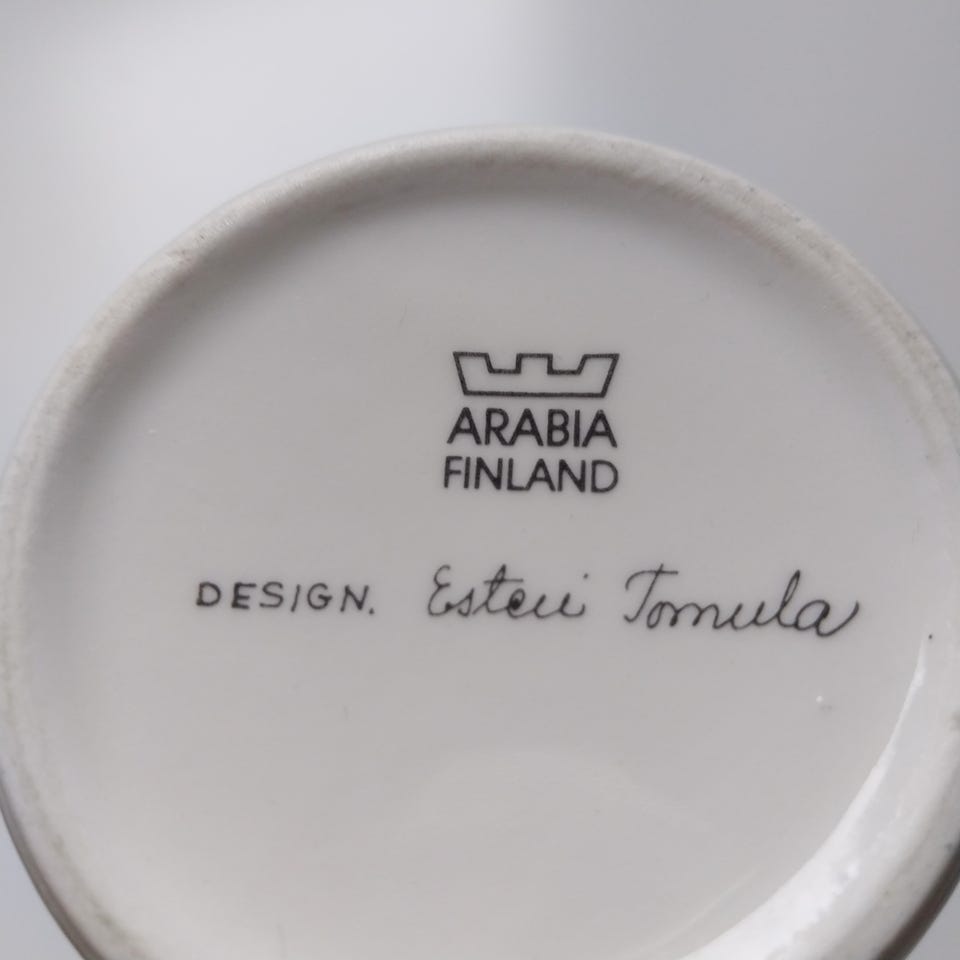 ARABIA
FINLAND
DESIGN. Esteri Tomula